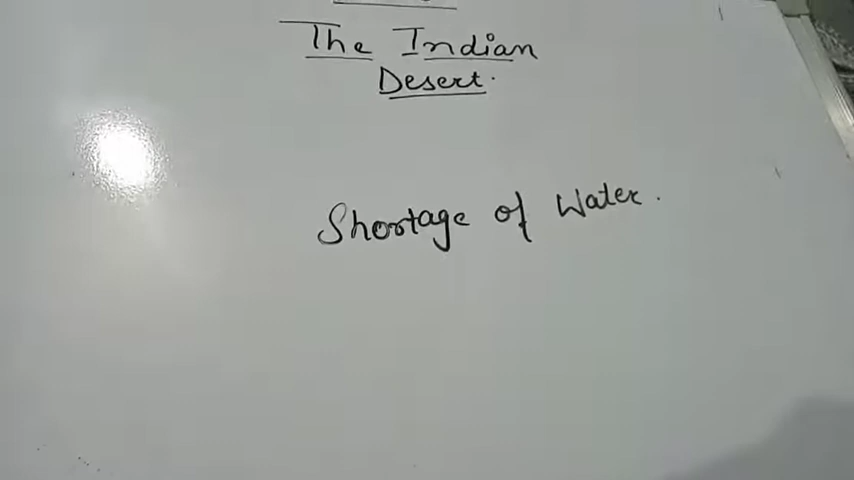 The Indian
Desert.
Shortage of Water.